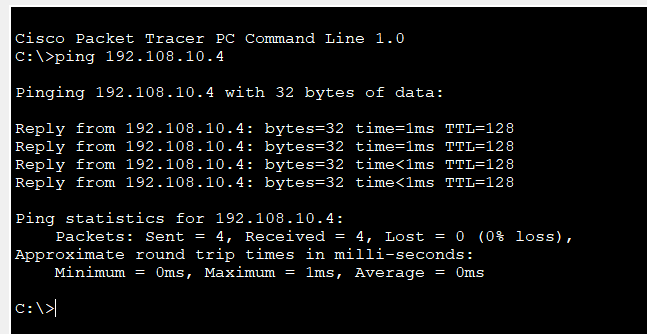 Cisco Packet Tracer PC Command Line 1.0
C:\>ping 192.108.10.4
Pinging 192.108.10.4 with 32 bytes of data:
Reply from 192.108.10.4: bytes=32 time=1ms TTL=128
Reply from 192.108.10.4: bytes=32 time=1ms TTL=128
Reply from 192.108.10.4: bytes=32 time<1ms TTL=128
Reply from 192.108.10.4: bytes=32 time<1ms TTL=128
Ping statistics for 192.108.10.4:
Packets: Sent = 4, Received = 4, Lost = 0 (0% loss),
Approximate round trip times in milli-seconds:
Minimum = 0ms, Maximum = 1ms, Average = 0ms
C:\>